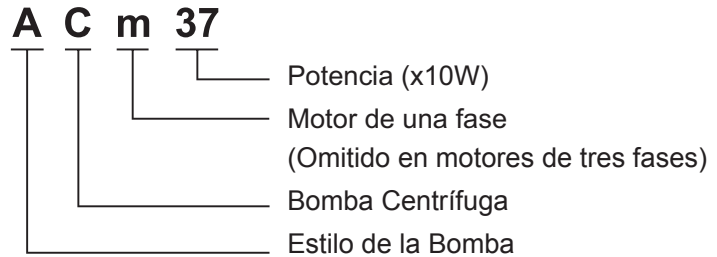 A C m 37
Potencia (x10W)
Motor de una fase
(Omitido en motores de tres fases)
Bomba Centrífuga
Estilo de la Bomba